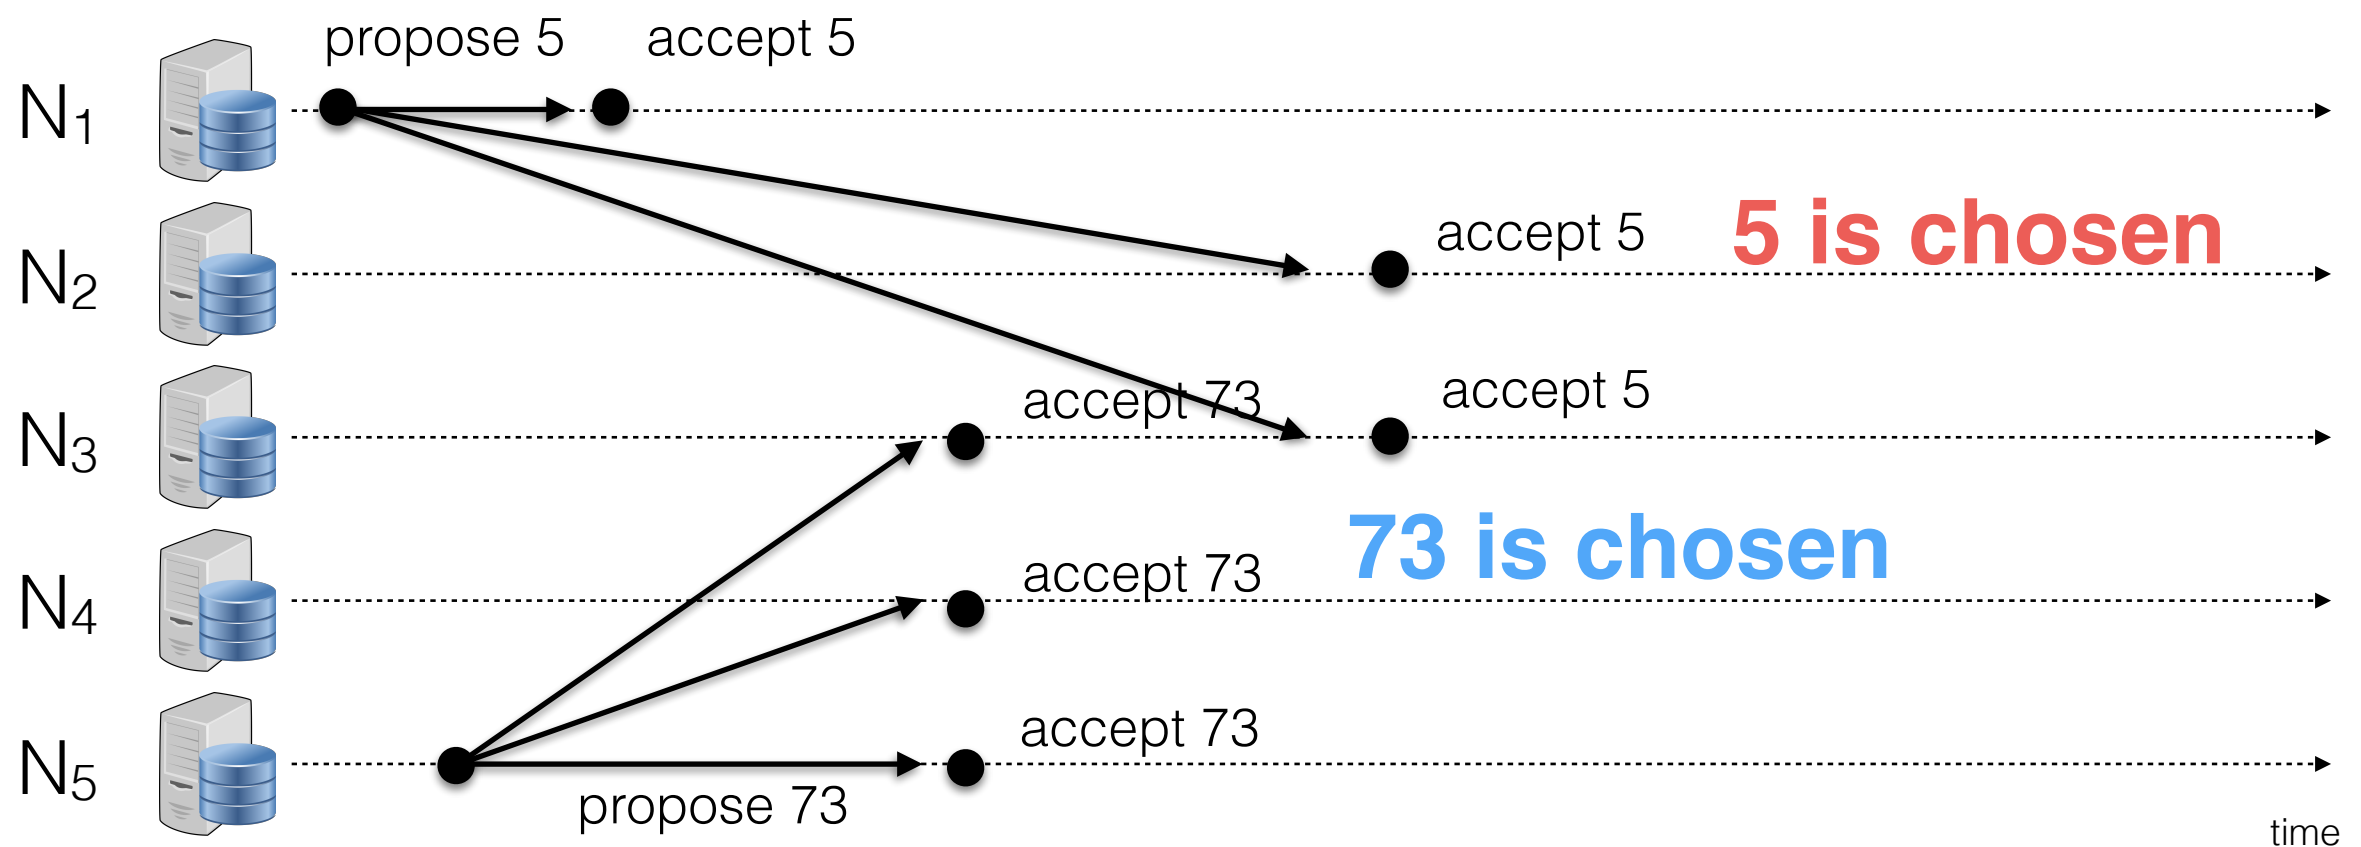 propose 5 accept 5
N1
accept 5 5 is chosen
N2
accept 73 accept 5
N3
73 is chosen
accept 73
N4
accept 73
N5
propose 73
time